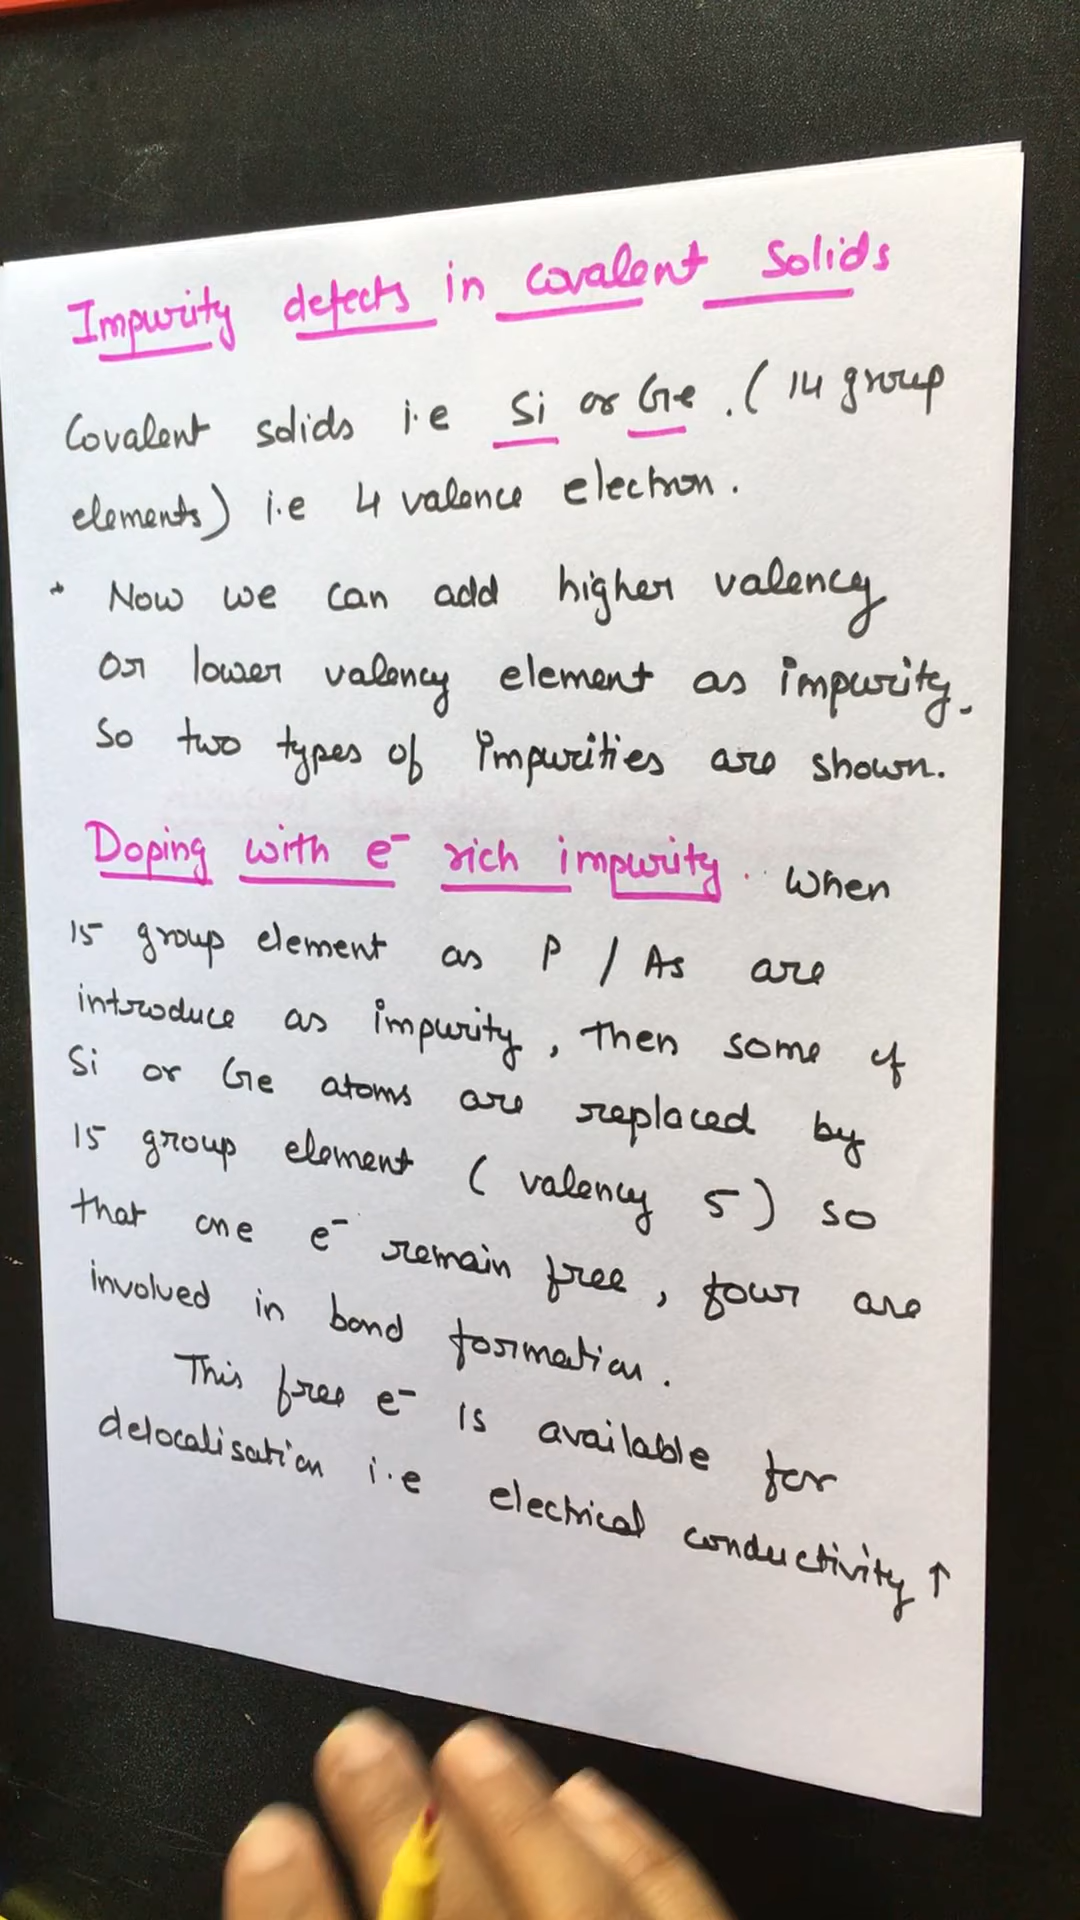 Impurity defects in covalent Solids
Covalent solids i.e Si or Ge . ( 14 group
elements) i.e 4 valence electron.
* Now we can add higher valency
or lower valency element as impurity.
So two types of impurities are shown.
Doping with e⁻ rich impurity . When
15 group element as P / As are
introduce as impurity, then some of
Si or Ge atoms are replaced by
15 group element ( valency 5 ) so
that one e⁻ remain free, four are
involved in bond formation.
This free e⁻ is available for
delocalisation i.e electrical conductivity ↑